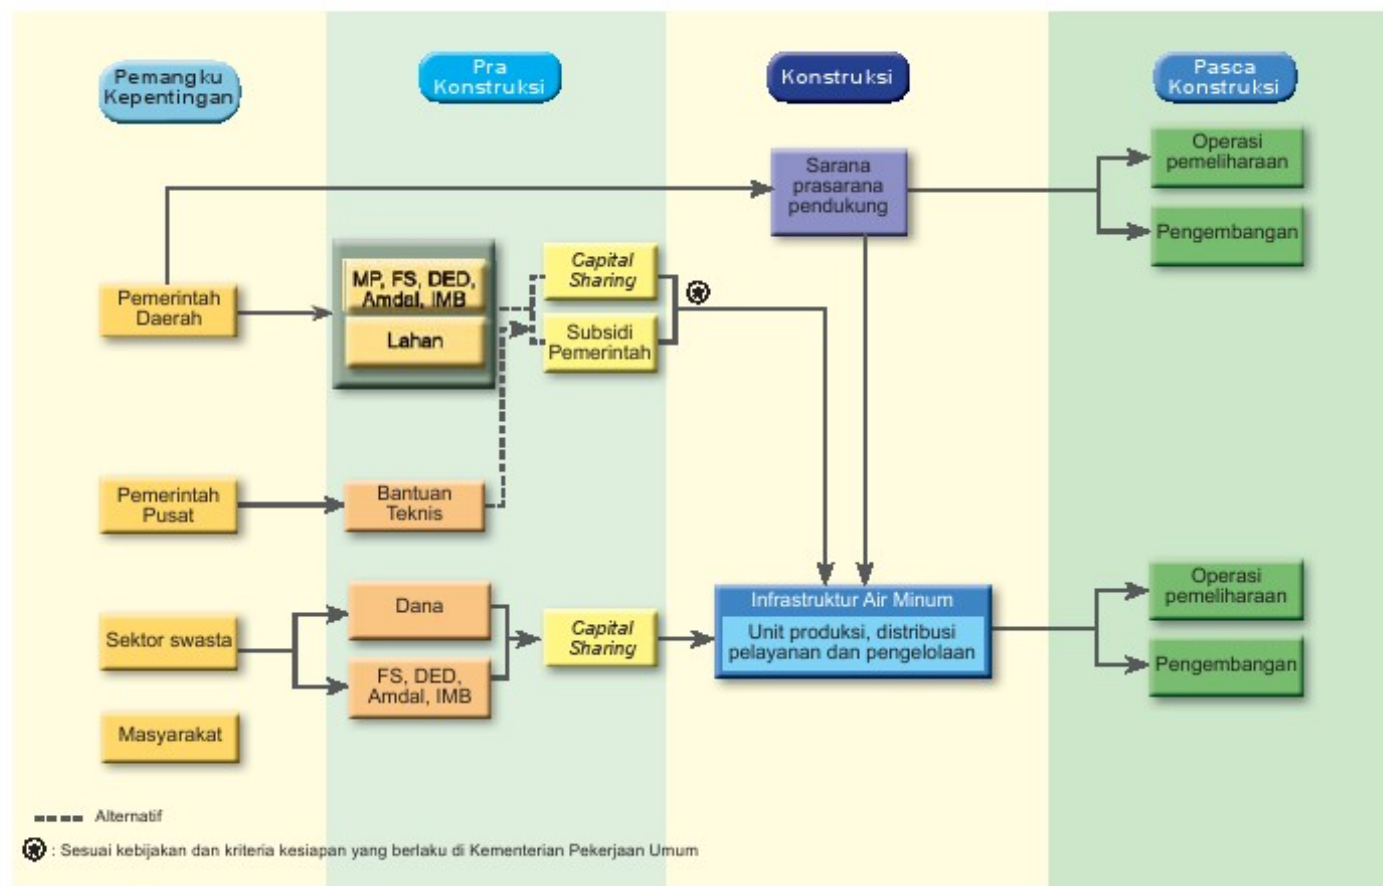 Pemangku
Kepentingan
Pra
Konstruksi
Konstruksi
Pasca
Konstruksi
Sarana
prasarana
pendukung
Operasi
pemeliharaan
Pengembangan
Pemerintah
Daerah
MP, FS, DED,
Amdal, IMB
Lahan
Capital
Sharing
Subsidi
Pemerintah
Pemerintah
Pusat
Bantuan
Teknis
Sektor swasta
Dana
FS, DED,
Amdal, IMB
Capital
Sharing
Infrastruktur Air Minum
Unit produksi, distribusi
pelayanan dan pengelolaan
Operasi
pemeliharaan
Pengembangan
Masyarakat
Alternatif
: Sesuai kebijakan dan kriteria kesiapan yang berlaku di Kementerian Pekerjaan Umum